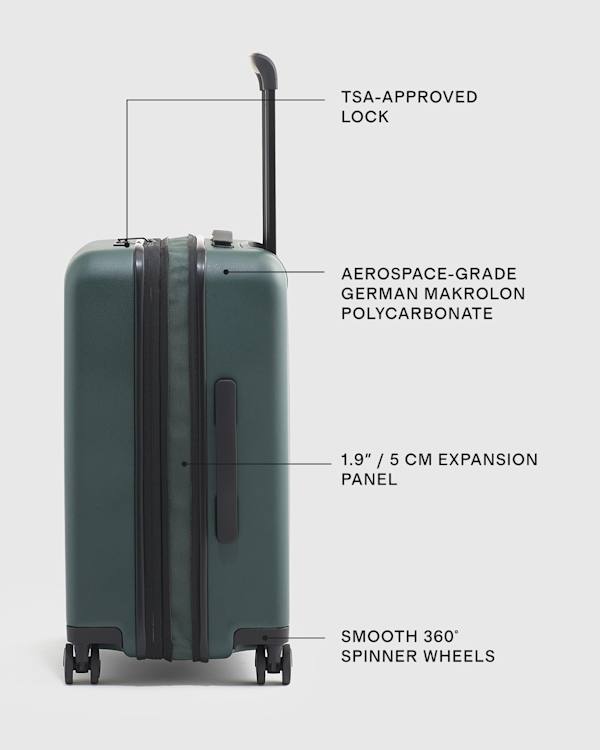 TSA-APPROVED
LOCK
AEROSPACE-GRADE
GERMAN MAKROLON
POLYCARBONATE
1.9" / 5 CM EXPANSION
PANEL
SMOOTH 360°
SPINNER WHEELS